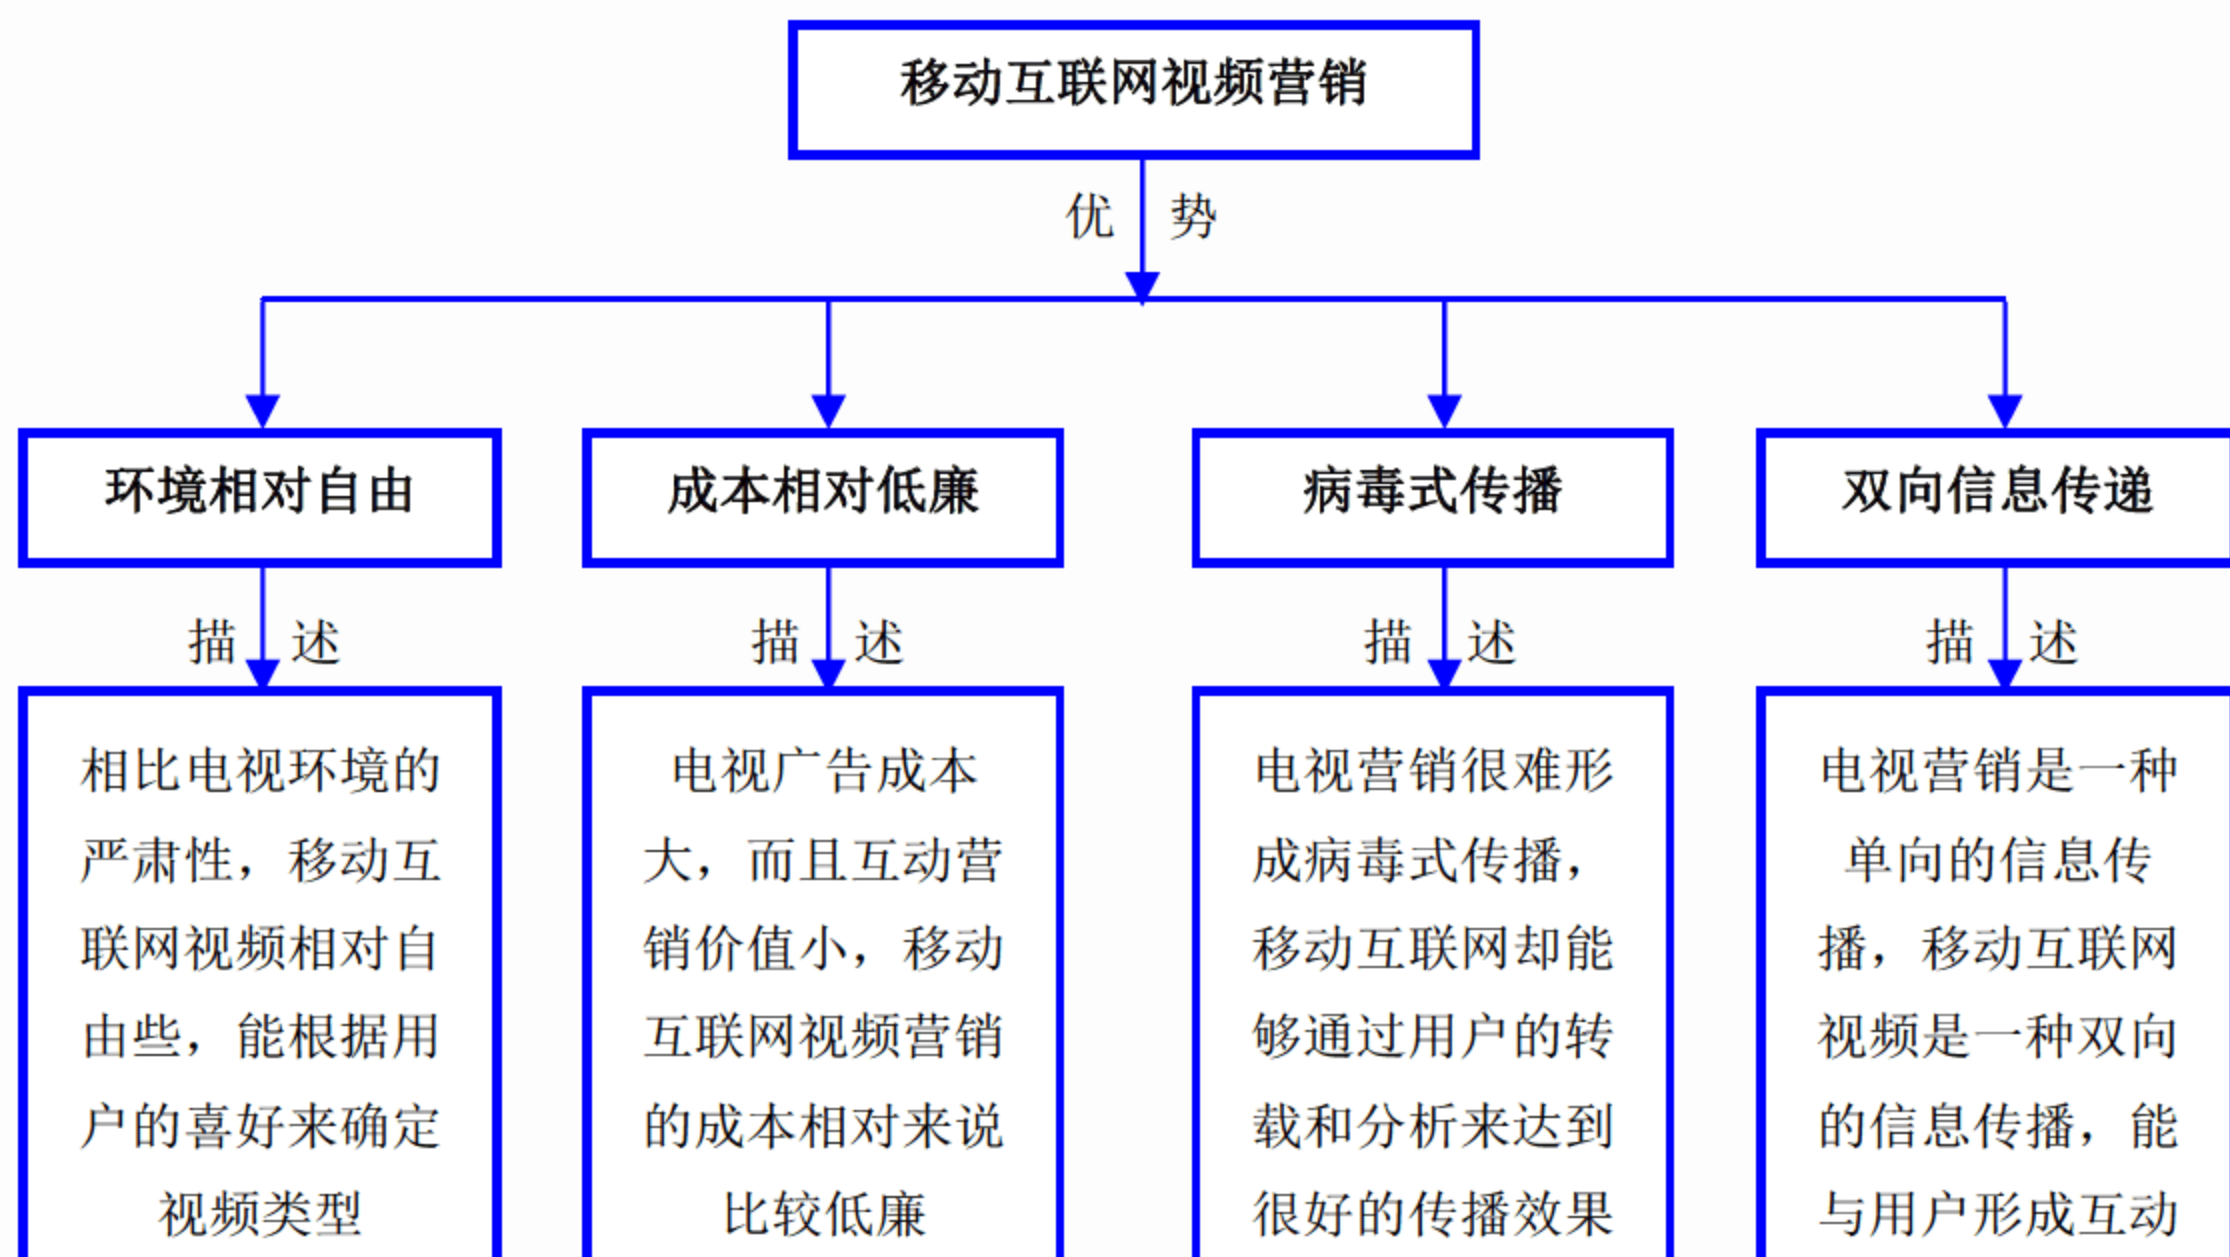 移动互联网视频营销
优 势
环境相对自由
成本相对低廉
病毒式传播
双向信息传递
描 述
描 述
描 述
描 述
相比电视环境的
严肃性，移动互
联网视频相对自
由些，能根据用
户的喜好来确定
视频类型
电视广告成本
大，而且互动营
销价值小，移动
互联网视频营销
的成本相对来说
比较低廉
电视营销很难形
成病毒式传播，
移动互联网却能
够通过用户的转
载和分析来达到
很好的传播效果
电视营销是一种
单向的信息传
播，移动互联网
视频是一种双向
的信息传播，能
与用户形成互动